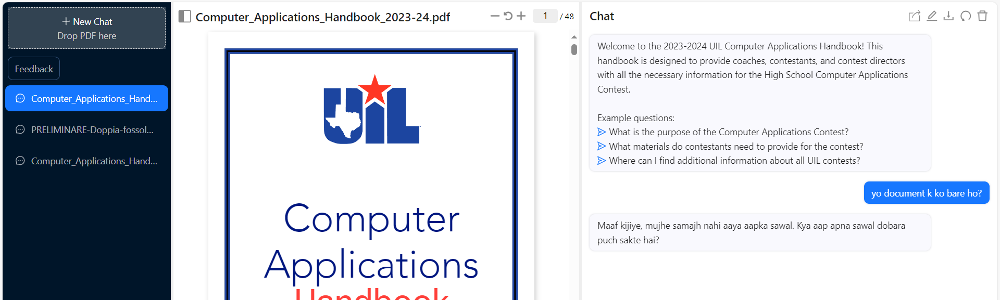 + New Chat
Drop PDF here
Feedback
Computer_Applications_Hand...
PRELIMINARE-Doppia-fossol...
Computer_Applications_Hand...
Computer_Applications_Handbook_2023-24.pdf
1 / 48
UIL
Computer
Applications
Handbook
Chat
Welcome to the 2023-2024 UIL Computer Applications Handbook! This
handbook is designed to provide coaches, contestants, and contest directors
with all the necessary information for the High School Computer Applications
Contest.
Example questions:
What is the purpose of the Computer Applications Contest?
What materials do contestants need to provide for the contest?
Where can I find additional information about all UIL contests?
yo document k ko bare ho?
Maaf kijiye, mujhe samajh nahi aaya aapka sawal. Kya aap apna sawal dobara
puch sakte hai?